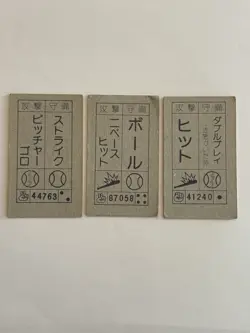 攻撃 守備
ストライク
ピッチャー
ゴロ
44763
攻撃 守備
ボール
二ベース
ヒット
67058
攻撃 守備
ダブルプレイ
ヒット
41240